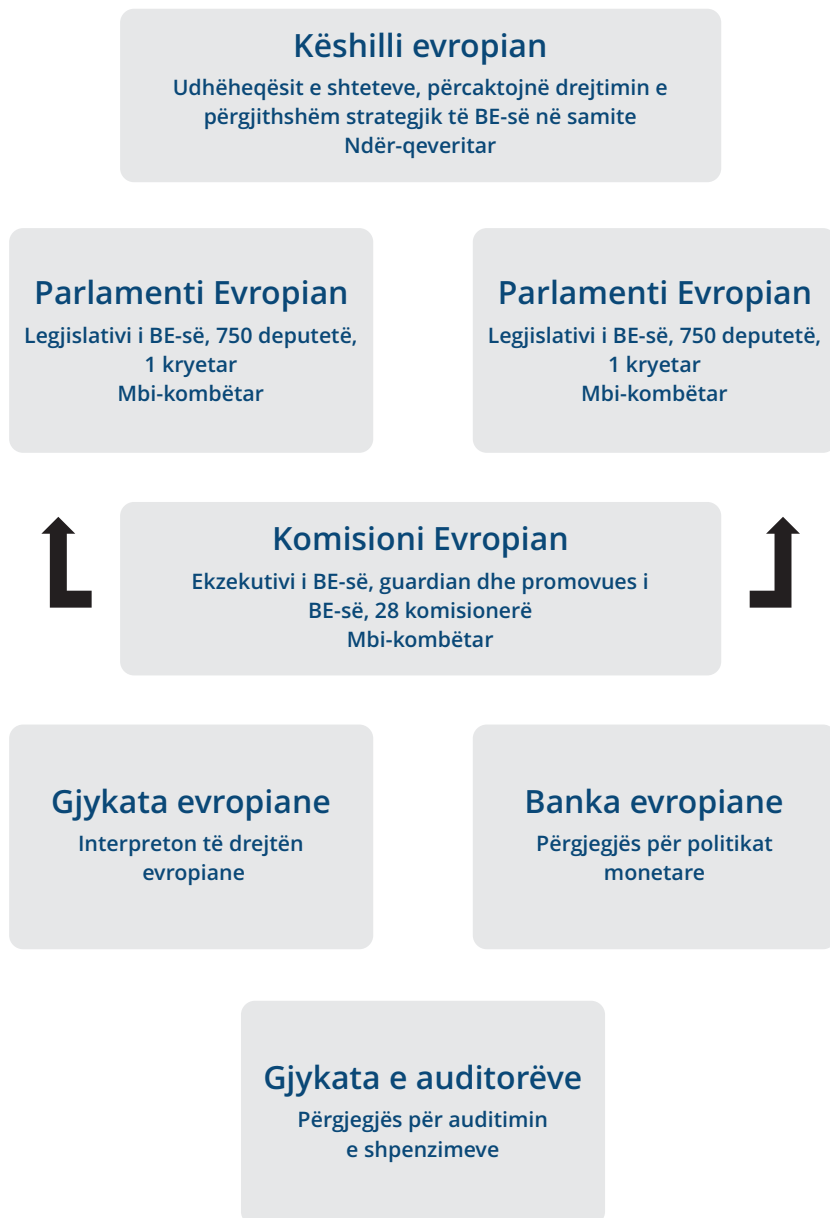 Këshilli evropian
Udhëheqësit e shteteve, përcaktojnë drejtimin e
përgjithshëm strategjik të BE-së në samite
Ndër-qeveritar
Parlamenti Evropian
Legjislativi i BE-së, 750 deputetë,
1 kryetar
Mbi-kombëtar
Parlamenti Evropian
Legjislativi i BE-së, 750 deputetë,
1 kryetar
Mbi-kombëtar
Komisioni Evropian
Ekzekutivi i BE-së, guardian dhe promovues i
BE-së, 28 komisionerë
Mbi-kombëtar
Gjykata evropiane
Interpreton të drejtën
evropiane
Banka evropiane
Përgjegjës për politikat
monetare
Gjykata e auditorëve
Përgjegjës për auditimin
e shpenzimeve